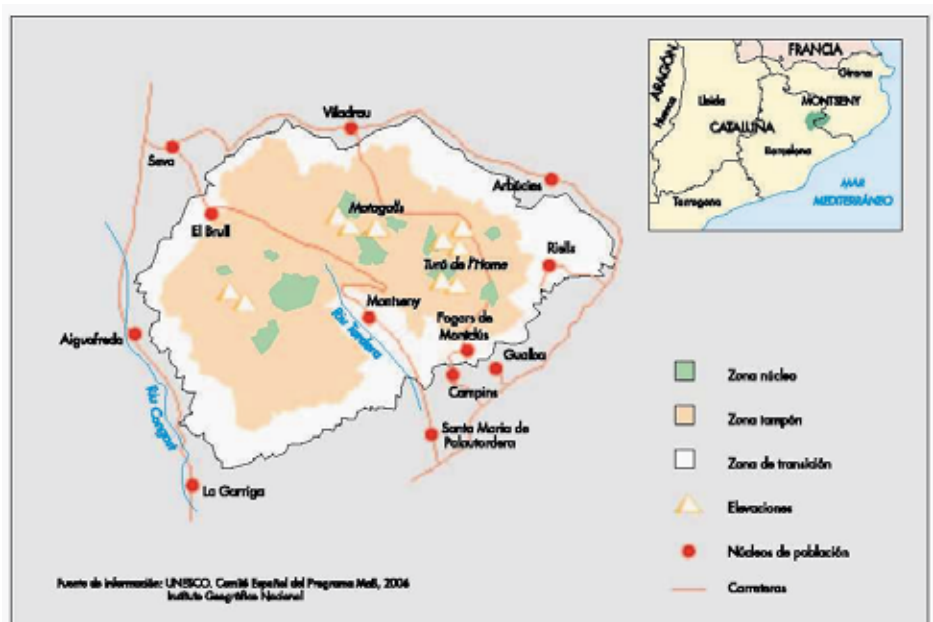 Viladrau
Seva
Arbúcies
El Brull
Matagalls
Riells
Turó de l'Home
Montseny
Fogars de
Montclús
Aiguafreda
Río Tordera
Gualba
Campins
Río Congost
Santa Maria de
Palautordera
La Garriga
FRANCIA
ARAGÓN
Girona
Huesca
Lleida
MONTSENY
CATALUÑA
Barcelona
Tarragona
MAR
MEDITERRÁNEO
Zona núcleo
Zona tampón
Zona de transición
Elevaciones
Núcleos de población
Carreteras
Fuente de información: UNESCO. Comité Español del Programa MaB, 2006
Instituto Geográfico Nacional